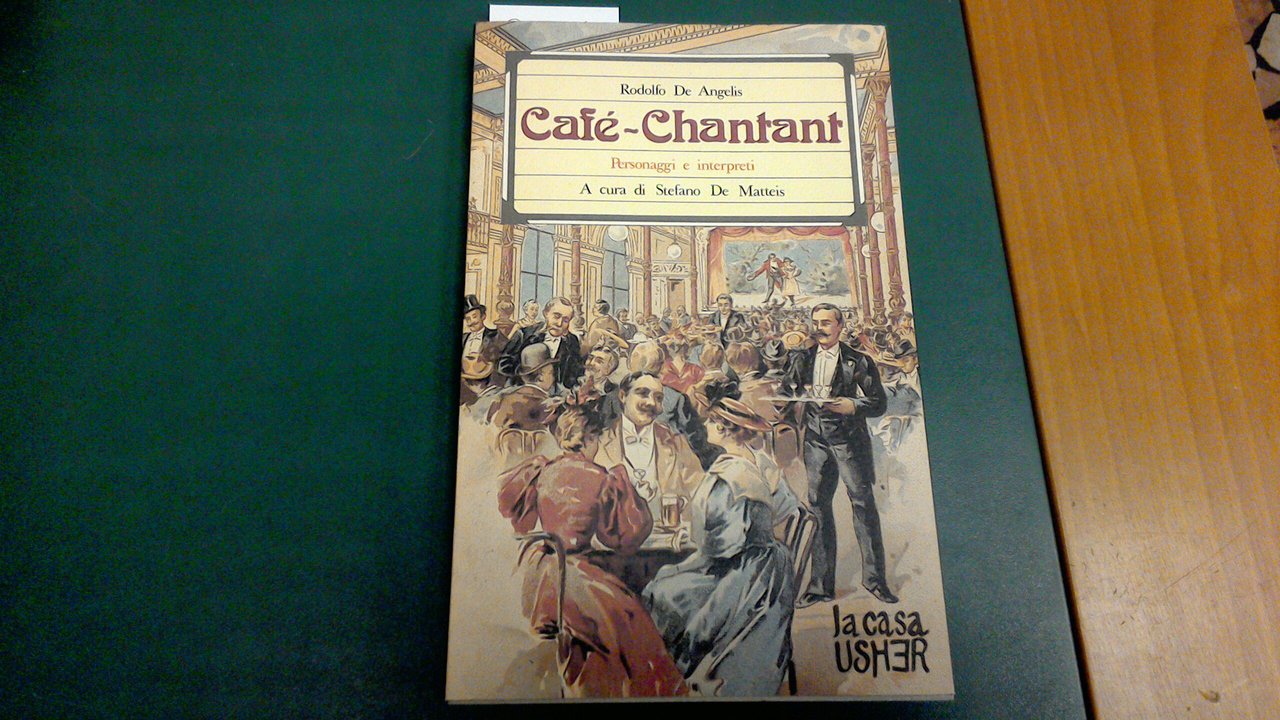 Rodolfo De Angelis
Café-Chantant
Personaggi e interpreti
A cura di Stefano De Matteis
la casa
USHER